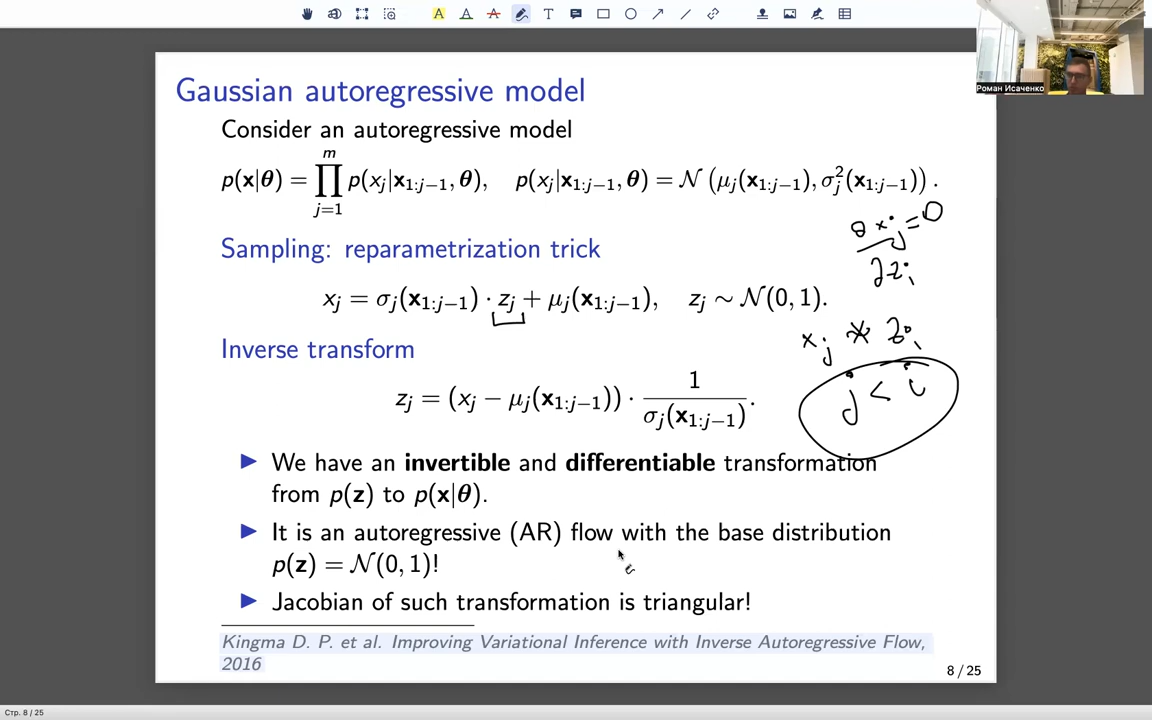 Роман Исаченко
Gaussian autoregressive model
Consider an autoregressive model
p(x|θ) = ∏_{j=1}^{m} p(x_j|x_{1:j−1}, θ), p(x_j|x_{1:j−1}, θ) = 𝒩(μ_j(x_{1:j−1}), σ_j^2(x_{1:j−1})).
∂x_j/∂z_i = 0
Sampling: reparametrization trick
x_j = σ_j(x_{1:j−1}) · z_j + μ_j(x_{1:j−1}), z_j ∼ 𝒩(0, 1).
x_j z_i
Inverse transform
j < i
z_j = (x_j − μ_j(x_{1:j−1})) · 1/σ_j(x_{1:j−1}).
▶ We have an invertible and differentiable transformation
from p(z) to p(x|θ).
▶ It is an autoregressive (AR) flow with the base distribution
p(z) = 𝒩(0, 1)!
▶ Jacobian of such transformation is triangular!
Kingma D. P. et al. Improving Variational Inference with Inverse Autoregressive Flow,
2016
8 / 25
Стр. 8 / 25